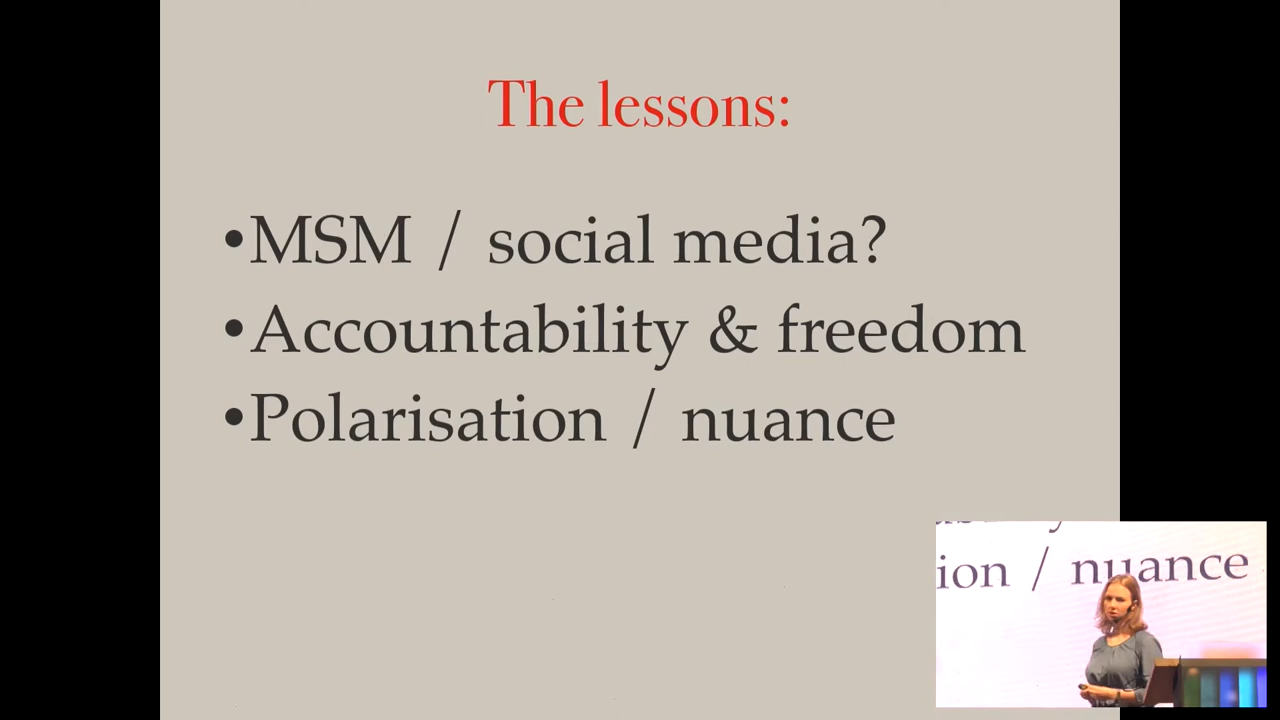 The lessons:
•MSM / social media?
•Accountability & freedom
•Polarisation / nuance
ion / nuance